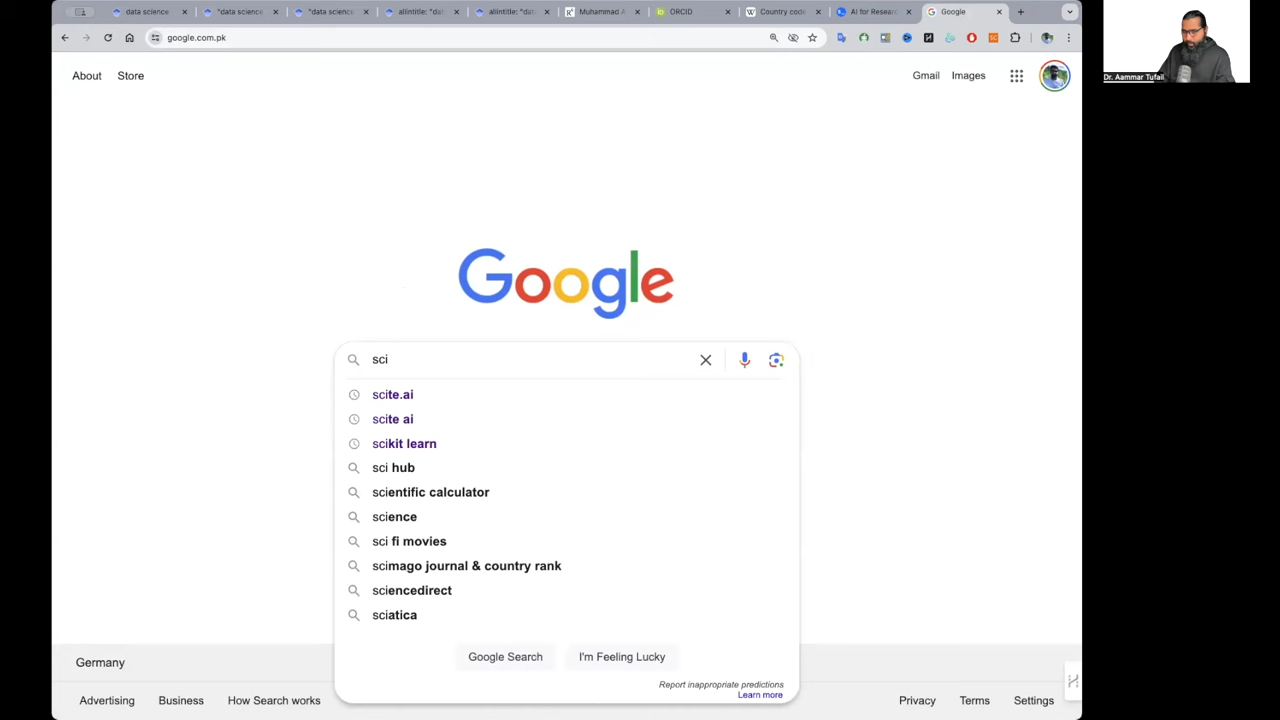 data science
"data science
"data science
allintitle: "dat
allintitle: "data
Muhammad A
ORCID
Country code
AI for Resear
Google
google.com.pk
About
Store
Gmail
Images
Dr. Aammar Tufail
Google
sci
scite.ai
scite ai
scikit learn
sci hub
scientific calculator
science
sci fi movies
scimago journal & country rank
sciencedirect
sciatica
Google Search
I'm Feeling Lucky
Report inappropriate predictions
Learn more
Germany
Advertising
Business
How Search works
Privacy
Terms
Settings